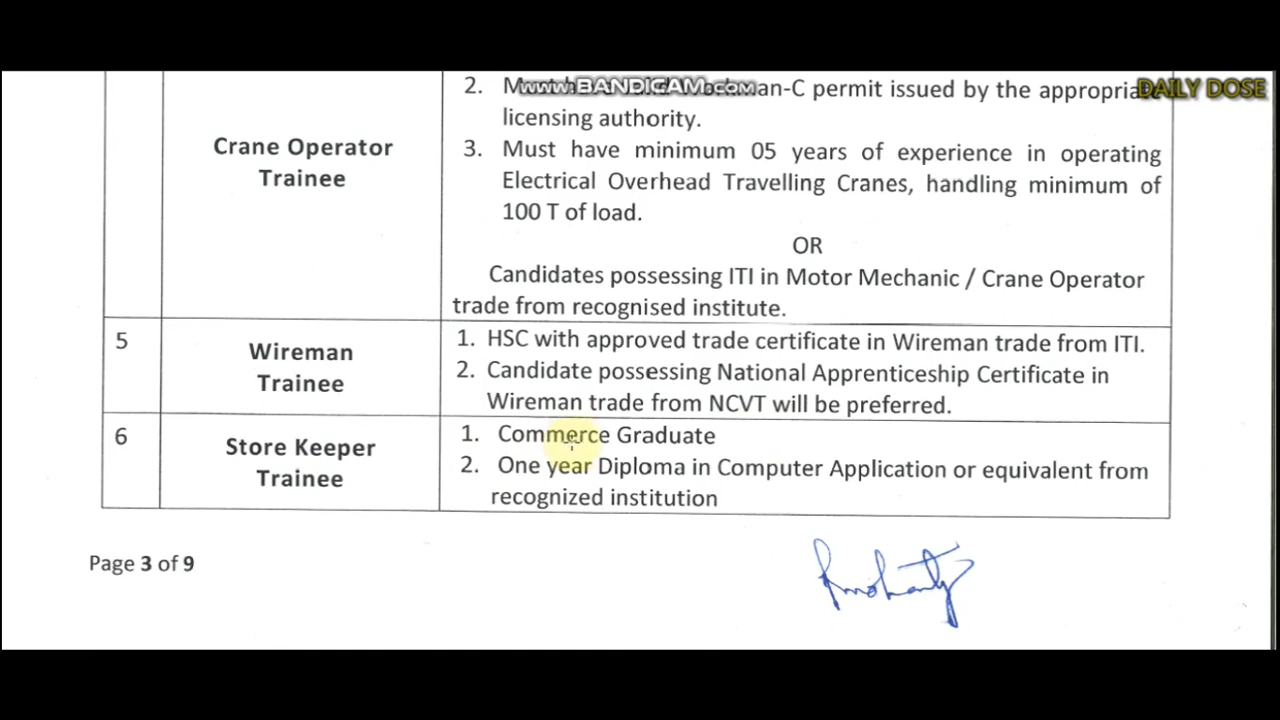 www.BANDICAM.com
DAILY DOSE
2. M an-C permit issued by the appropriate
licensing authority.
Crane Operator
Trainee
3. Must have minimum 05 years of experience in operating
Electrical Overhead Travelling Cranes, handling minimum of
100 T of load.
OR
Candidates possessing ITI in Motor Mechanic / Crane Operator
trade from recognised institute.
5
Wireman
Trainee
1. HSC with approved trade certificate in Wireman trade from ITI.
2. Candidate possessing National Apprenticeship Certificate in
Wireman trade from NCVT will be preferred.
6
Store Keeper
Trainee
1. Commerce Graduate
2. One year Diploma in Computer Application or equivalent from
recognized institution
Page 3 of 9